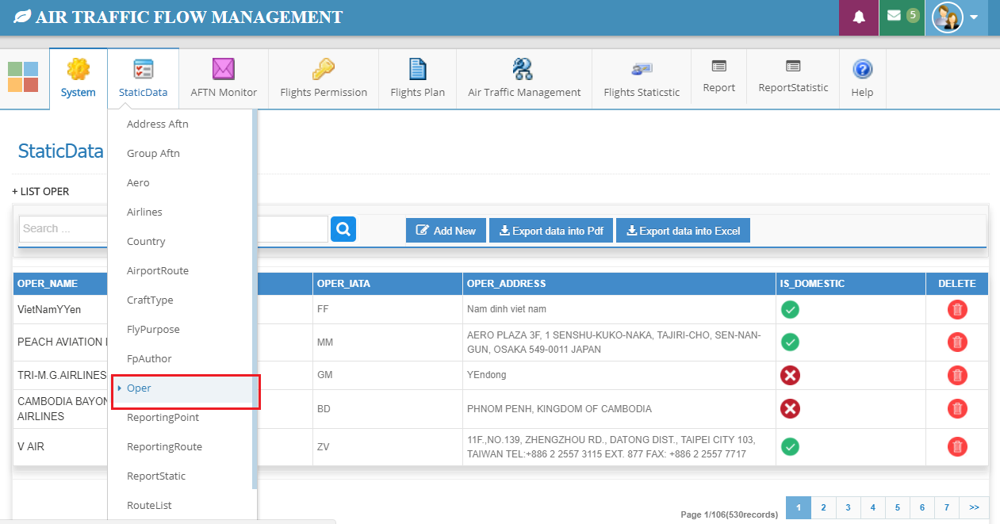 AIR TRAFFIC FLOW MANAGEMENT
5
System
StaticData
AFTN Monitor
Flights Permission
Flights Plan
Air Traffic Management
Flights Staticstic
Report
ReportStatistic
Help
Address Aftn
Group Aftn
Aero
Airlines
Country
AirportRoute
CraftType
FlyPurpose
FpAuthor
Oper
ReportingPoint
ReportingRoute
ReportStatic
RouteList
StaticData
+ LIST OPER
Search ...
Add New
Export data into Pdf
Export data into Excel
OPER_NAME OPER_IATA OPER_ADDRESS IS_DOMESTIC DELETE
VietNamYYen FF Nam dinh viet nam
PEACH AVIATION MM AERO PLAZA 3F, 1 SENSHU-KUKO-NAKA, TAJIRI-CHO, SEN-NAN-
GUN, OSAKA 549-0011 JAPAN
TRI-M.G.AIRLINES GM YEndong
CAMBODIA BAYON
AIRLINES BD PHNOM PENH, KINGDOM OF CAMBODIA
V AIR ZV 11F.,NO.139, ZHENGZHOU RD., DATONG DIST., TAIPEI CITY 103,
TAIWAN TEL:+886 2 2557 3115 EXT. 877 FAX: +886 2 2557 7717
Page 1/106(530records) 1 2 3 4 5 6 7 >>